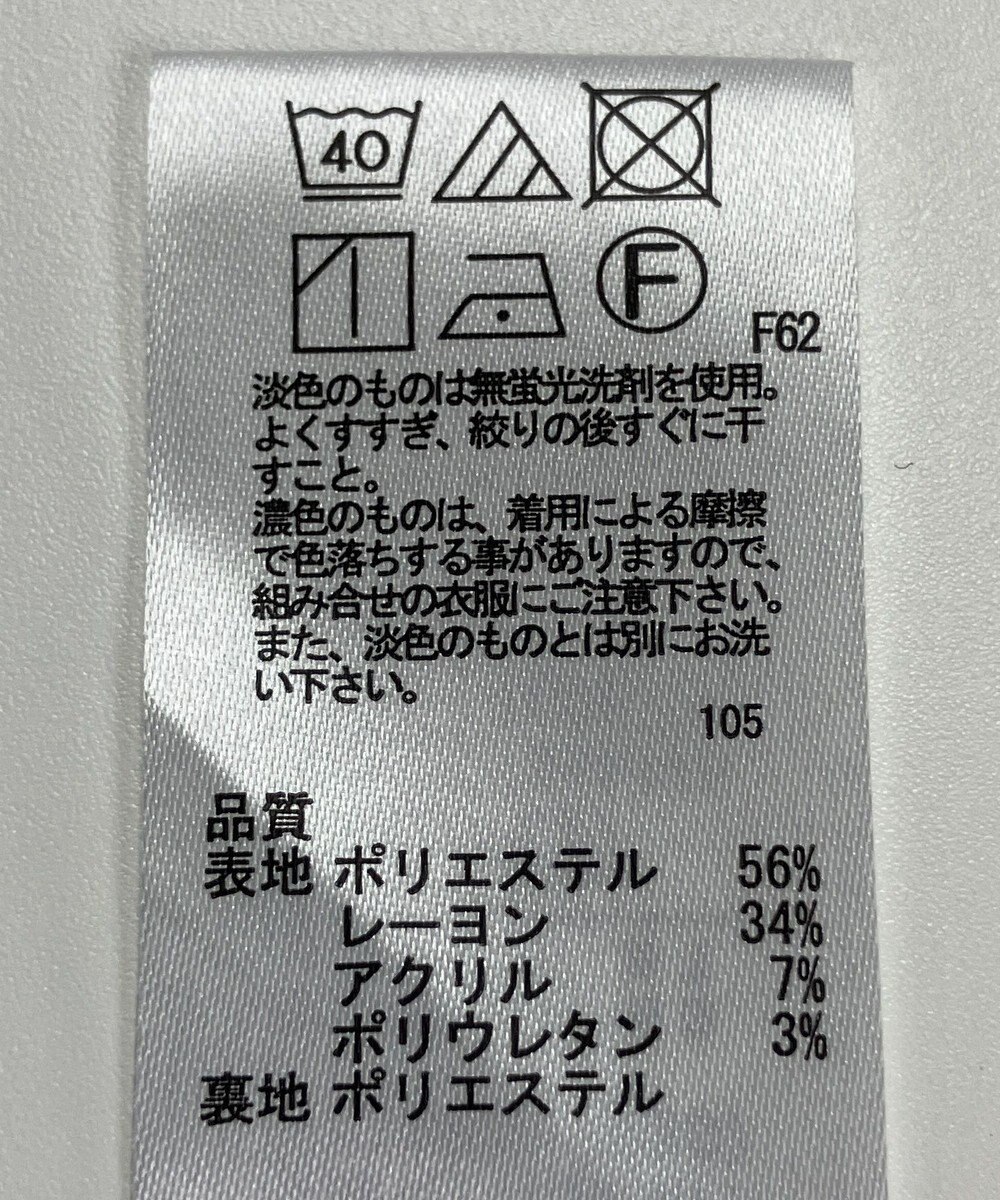 40
F
F62
淡色のものは無蛍光洗剤を使用。
よくすすぎ、絞りの後すぐに干
すこと。
濃色のものは、着用による摩擦
で色落ちする事がありますので、
組み合せの衣服にご注意下さい。
また、淡色のものとは別にお洗
い下さい。
105
品質
表地 ポリエステル 56%
レーヨン 34%
アクリル 7%
ポリウレタン 3%
裏地 ポリエステル